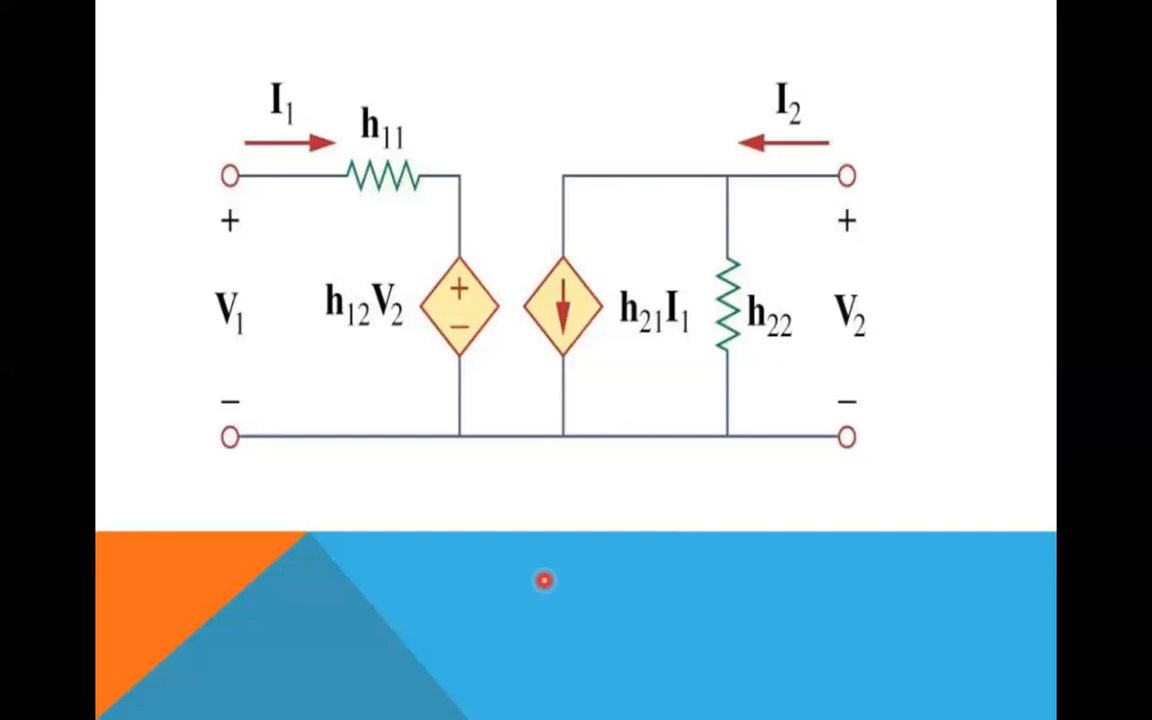 I₁
h₁₁
I₂
+
+
V₁
h₁₂V₂
+
−
h₂₁I₁
h₂₂
V₂
−
−